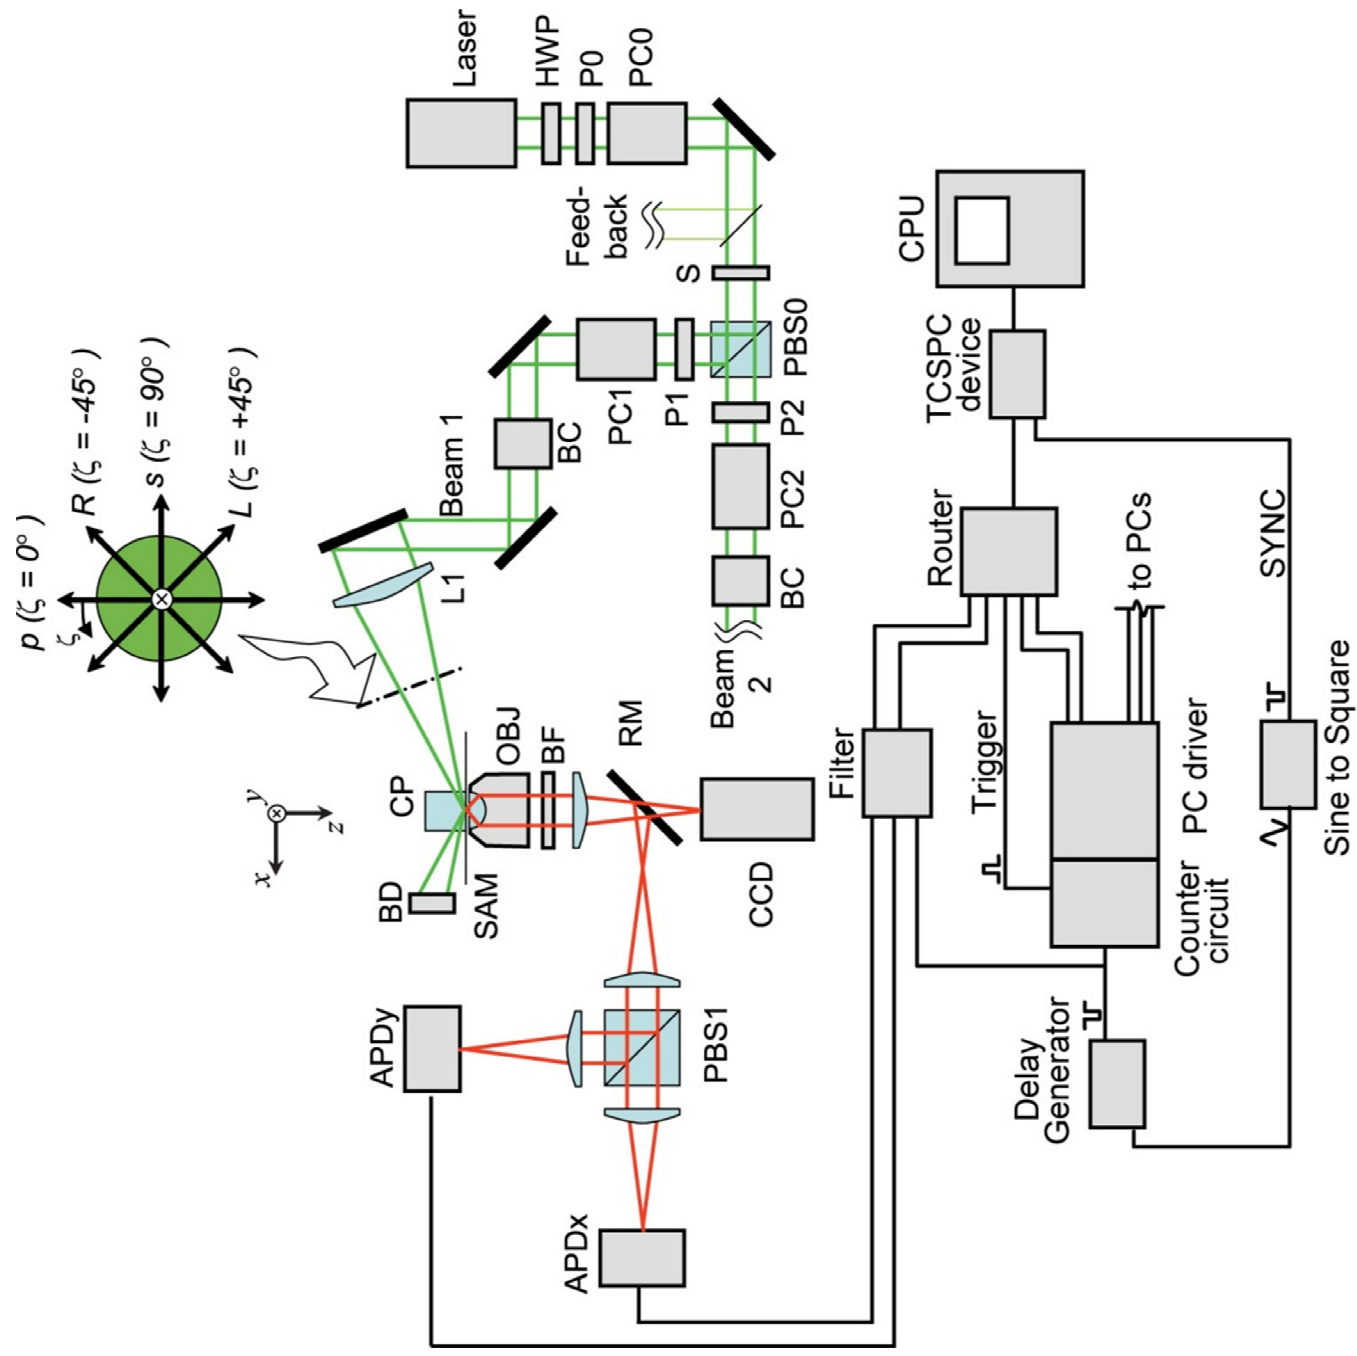 Laser
HWP
P0
PC0
Feed-
back
S
PBS0
P1
PC1
BC
Beam 1
L1
P2
PC2
BC
Beam
2
p (ζ = 0° )
R (ζ = -45° )
s (ζ = 90° )
L (ζ = +45° )
ζ
x
y
z
CP
OBJ
BF
RM
BD
SAM
CCD
APDy
PBS1
APDx
CPU
TCSPC
device
Router
to PCs
SYNC
Filter
Trigger
PC driver
Counter
circuit
Sine to Square
Delay
Generator